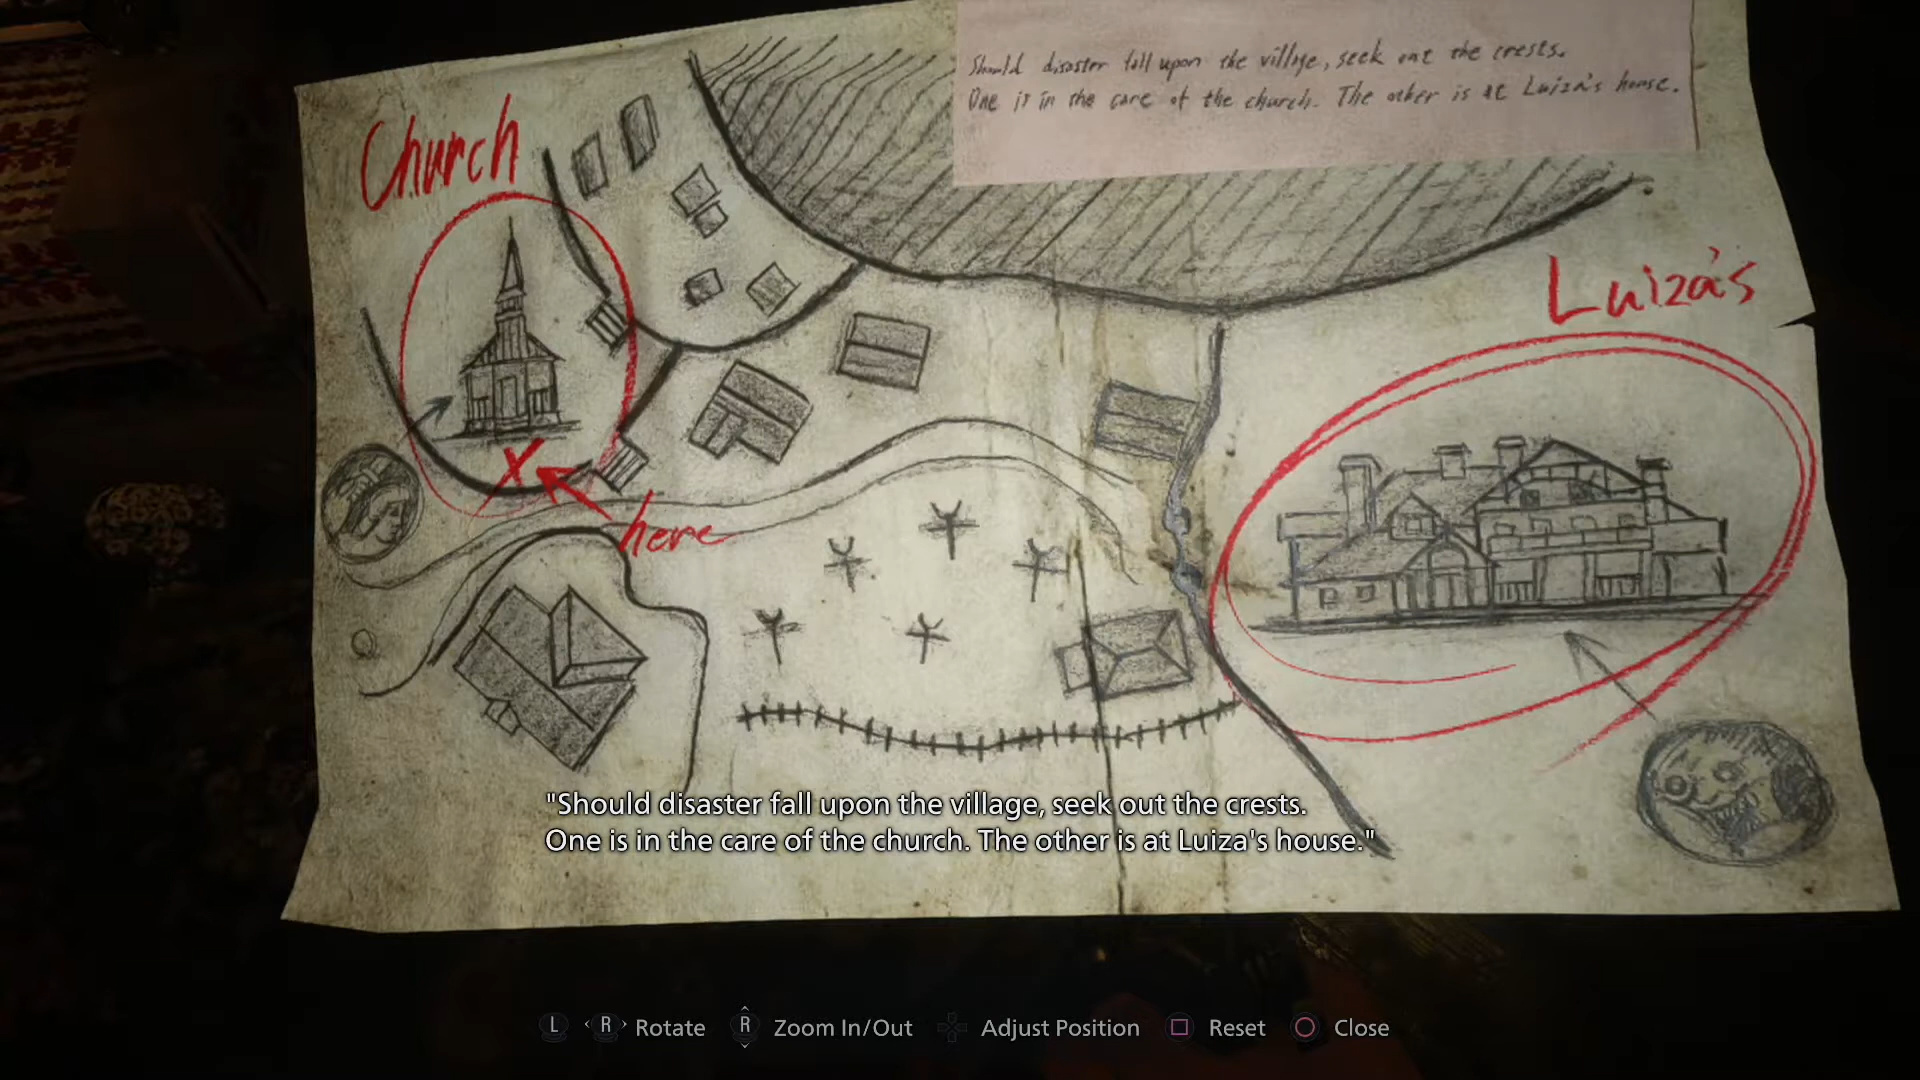 Should disaster fall upon the village, seek out the crests.
One is in the care of the church. The other is at Luiza's house.
Church
Luiza's
X
here
"Should disaster fall upon the village, seek out the crests.
One is in the care of the church. The other is at Luiza's house."
L R Rotate R Zoom In/Out Adjust Position Reset Close